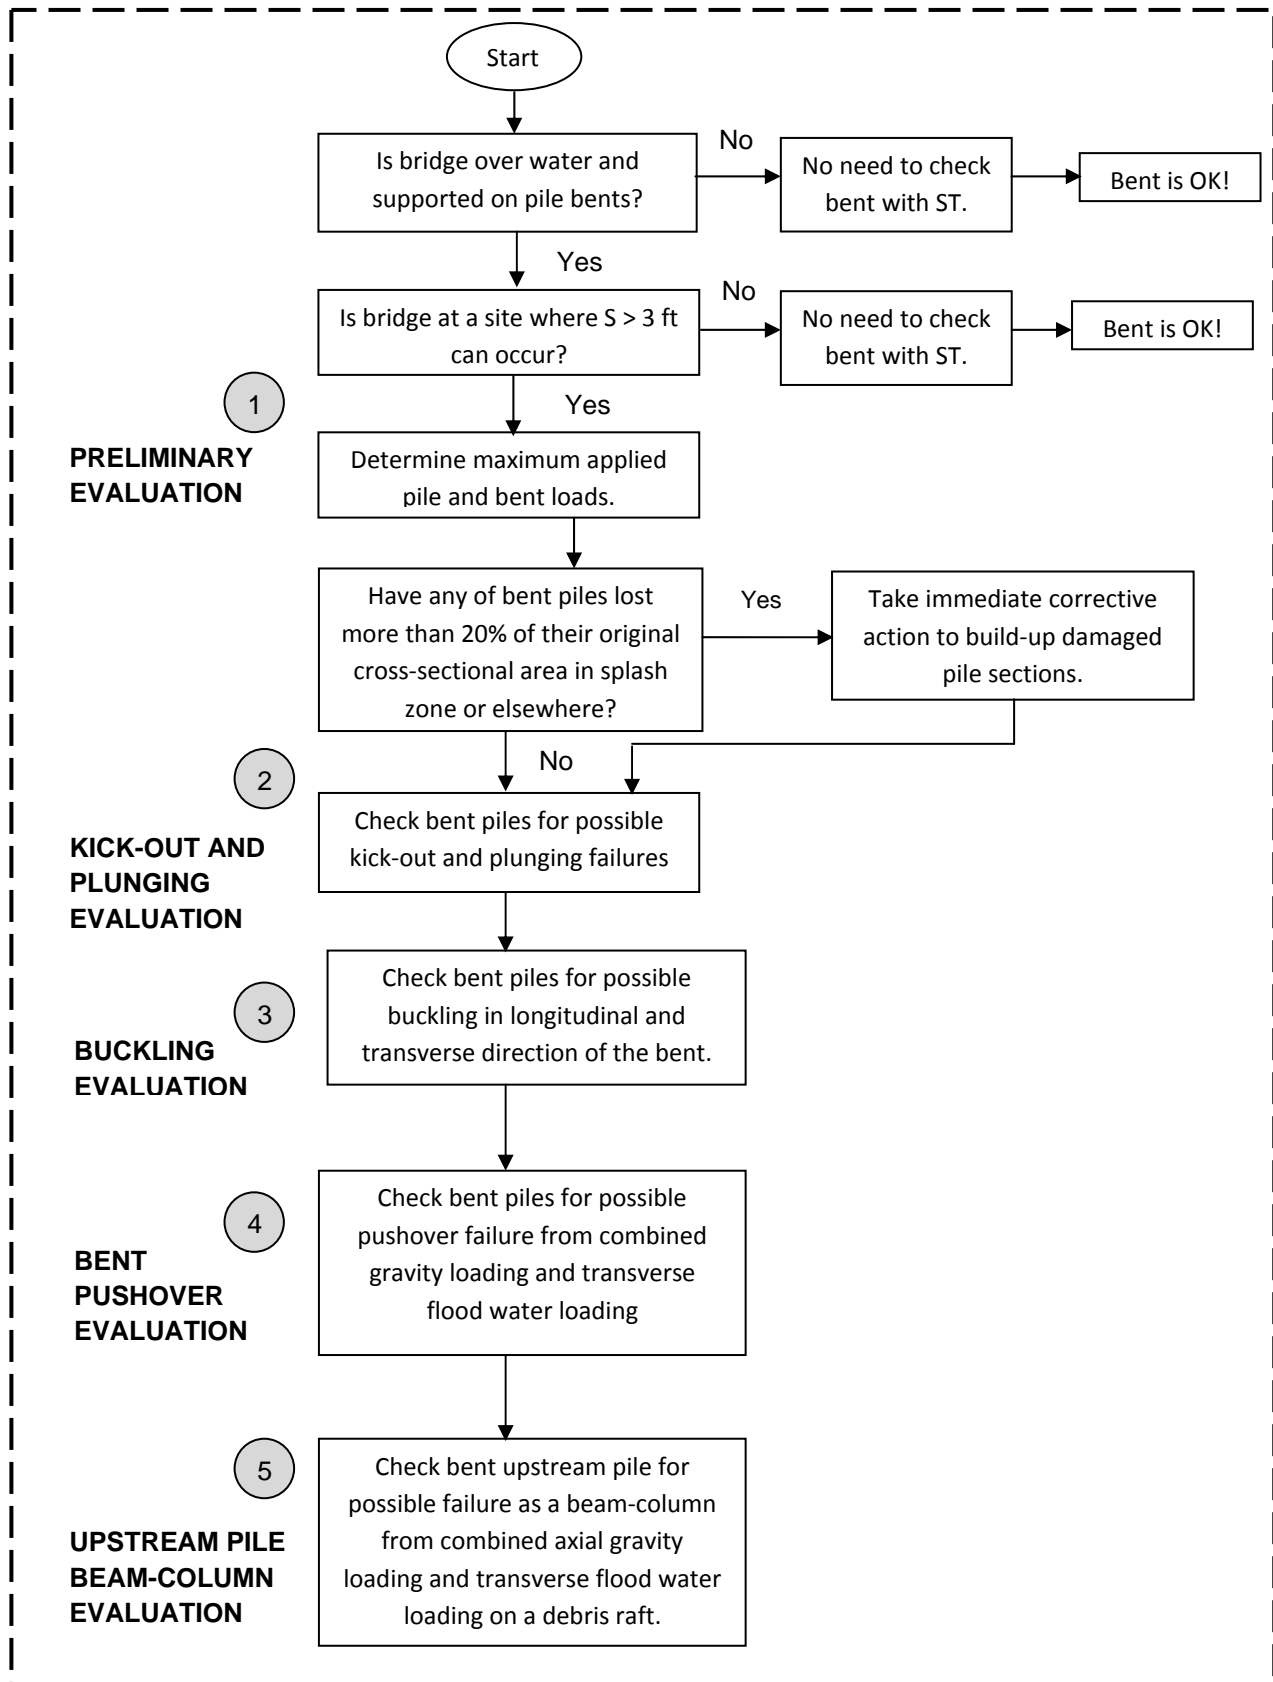 Start
Is bridge over water and
supported on pile bents?
No
No need to check
bent with ST.
Bent is OK!
Yes
Is bridge at a site where S > 3 ft
can occur?
No
No need to check
bent with ST.
Bent is OK!
1
PRELIMINARY
EVALUATION
Yes
Determine maximum applied
pile and bent loads.
Have any of bent piles lost
more than 20% of their original
cross-sectional area in splash
zone or elsewhere?
Yes
Take immediate corrective
action to build-up damaged
pile sections.
No
2
KICK-OUT AND
PLUNGING
EVALUATION
Check bent piles for possible
kick-out and plunging failures
3
BUCKLING
EVALUATION
Check bent piles for possible
buckling in longitudinal and
transverse direction of the bent.
4
BENT
PUSHOVER
EVALUATION
Check bent piles for possible
pushover failure from combined
gravity loading and transverse
flood water loading
5
UPSTREAM PILE
BEAM-COLUMN
EVALUATION
Check bent upstream pile for
possible failure as a beam-column
from combined axial gravity
loading and transverse flood water
loading on a debris raft.